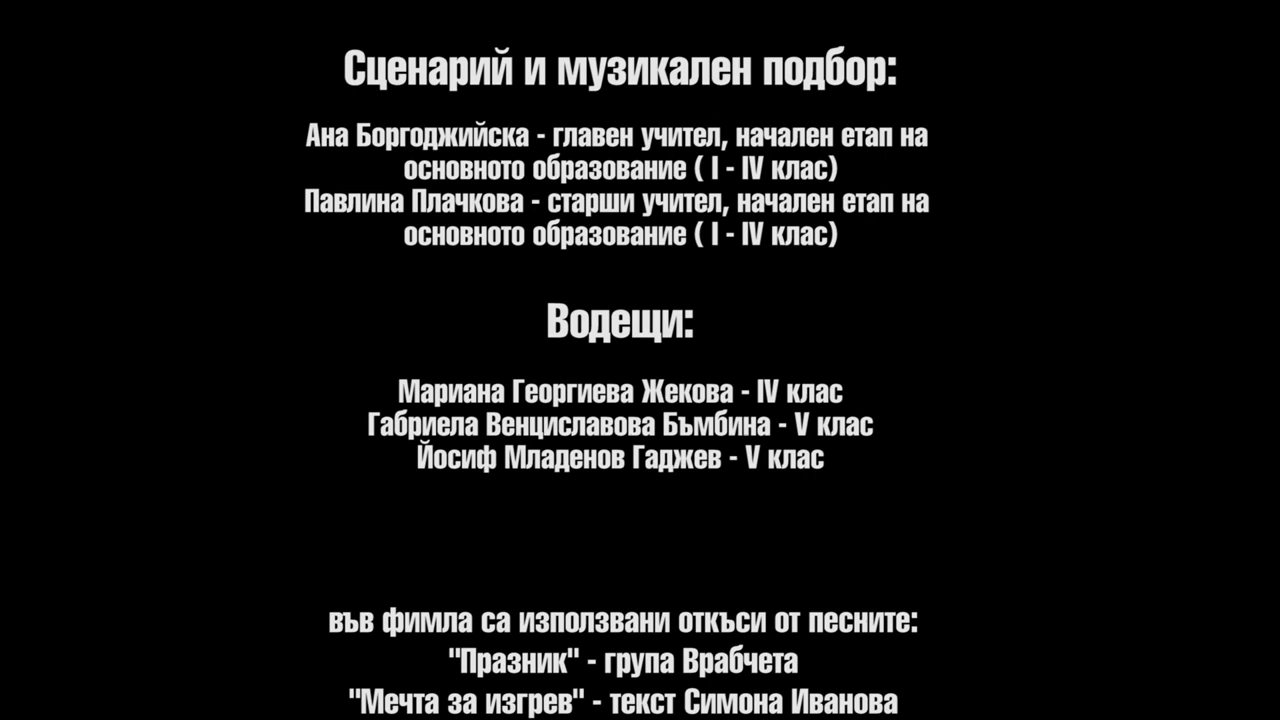 Сценарий и музикален подбор:
Ана Боргоджийска - главен учител, начален етап на
основното образование ( I - IV клас)
Павлина Плачкова - старши учител, начален етап на
основното образование ( I - IV клас)
Водещи:
Мариана Георгиева Жекова - IV клас
Габриела Венциславова Бъмбина - V клас
Йосиф Младенов Гаджев - V клас
във фимла са използвани откъси от песните:
"Празник" - група Врабчета
"Мечта за изгрев" - текст Симона Иванова